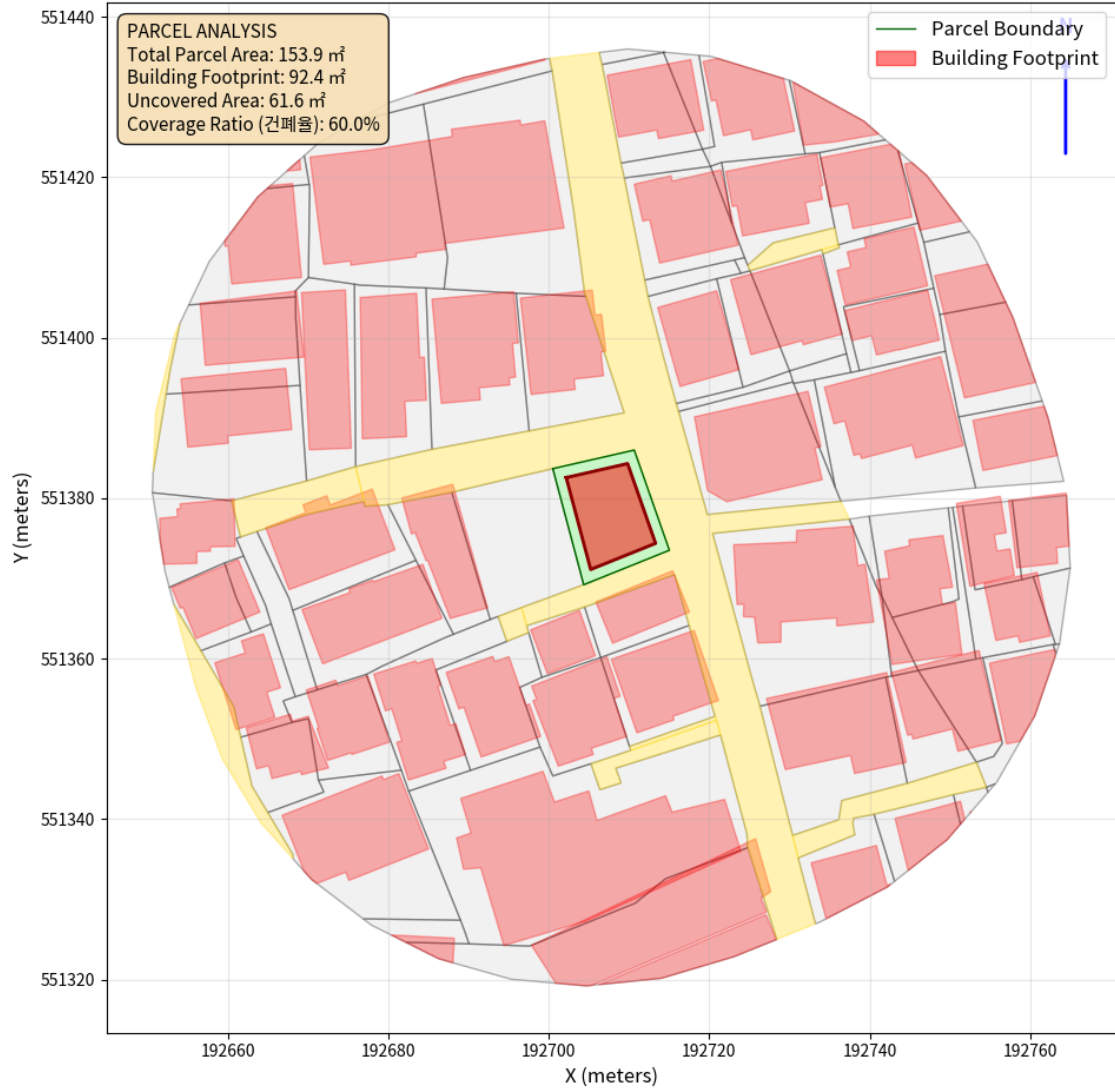 551440
551420
551400
551380
551360
551340
551320
Y (meters)
PARCEL ANALYSIS
Total Parcel Area: 153.9 ㎡
Building Footprint: 92.4 ㎡
Uncovered Area: 61.6 ㎡
Coverage Ratio (건폐율): 60.0%
N
Parcel Boundary
Building Footprint
192660
192680
192700
192720
192740
192760
X (meters)